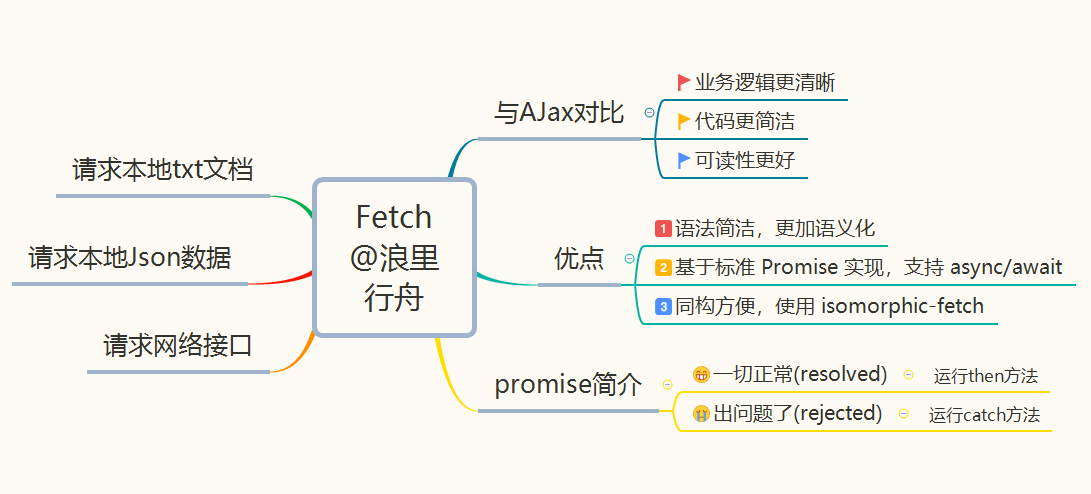 Fetch
@浪里
行舟
与AJax对比
业务逻辑更清晰
代码更简洁
可读性更好
优点
1 语法简洁，更加语义化
2 基于标准 Promise 实现，支持 async/await
3 同构方便，使用 isomorphic-fetch
promise简介
一切正常(resolved)
运行then方法
出问题了(rejected)
运行catch方法
请求本地txt文档
请求本地Json数据
请求网络接口